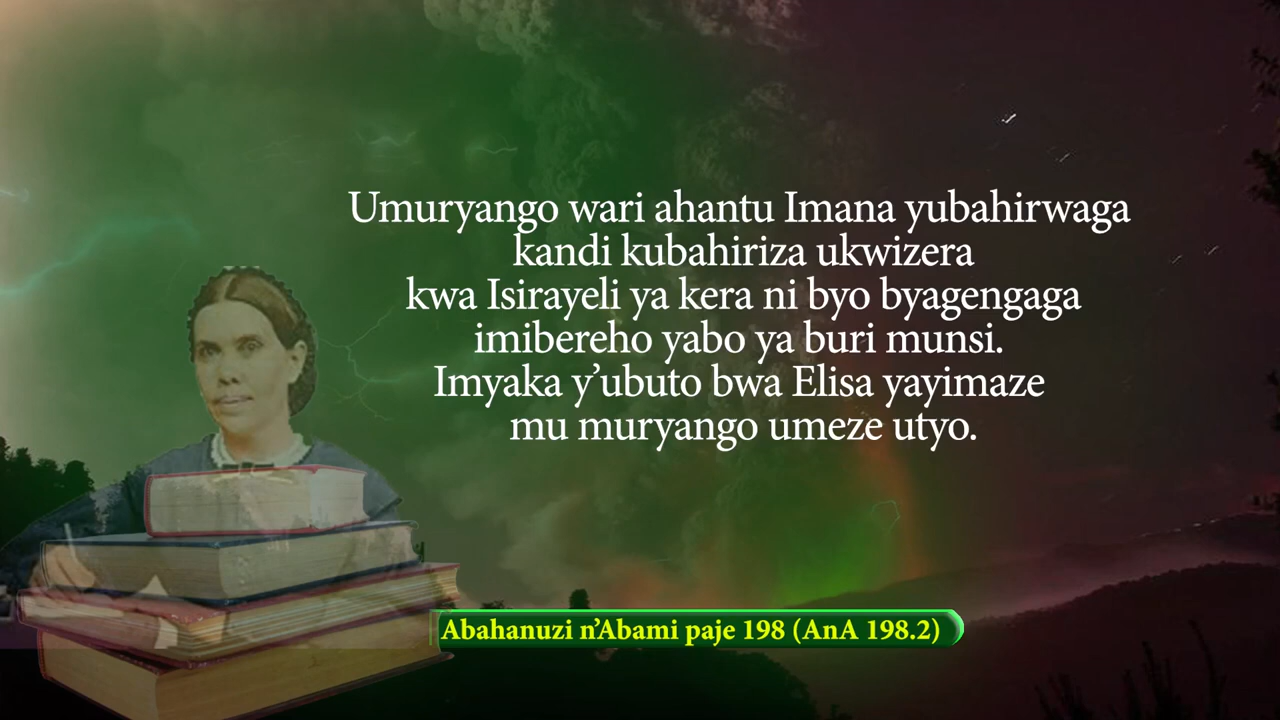 Umuryango wari ahantu Imana yubahirwaga
kandi kubahiriza ukwizera
kwa Isirayeli ya kera ni byo byagengaga
imibereho yabo ya buri munsi.
Imyaka y’ubuto bwa Elisa yayimaze
mu muryango umeze utyo.
Abahanuzi n’Abami paje 198 (AnA 198.2)